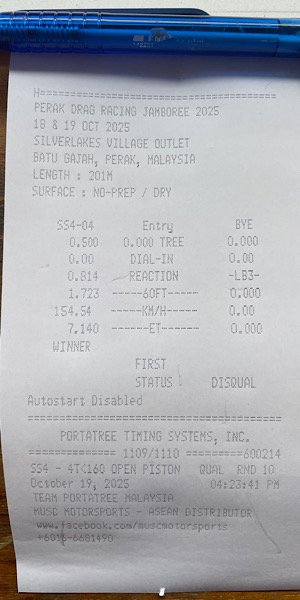 H==========================================
PERAK DRAG RACING JAMBOREE 2025
18 & 19 OCT 2025
SILVERLAKES VILLAGE OUTLET
BATU GAJAH, PERAK, MALAYSIA
LENGTH : 201M
SURFACE : NO-PREP / DRY
SS4-04 Entry BYE
0.500 0.000 TREE 0.000
0.00 DIAL-IN 0.00
0.814 --REACTION -LB3-
1.723 -----60FT----- 0.000
154.54 -----KM/H----- 0.00
7.140 ------ET------ 0.000
WINNER
FIRST
STATUS DISQUAL
Autostart Disabled
==========================================
PORTATREE TIMING SYSTEMS, INC.
============= 1109/1110 =========600214
SS4 - 4T160 OPEN PISTON QUAL RND 10
October 19, 2025 04:23:41 PM
TEAM PORTATREE MALAYSIA
MUSC MOTORSPORTS - ASEAN DISTRIBUTOR
www.facebook.com/muscmotorsports
+6016-6681490